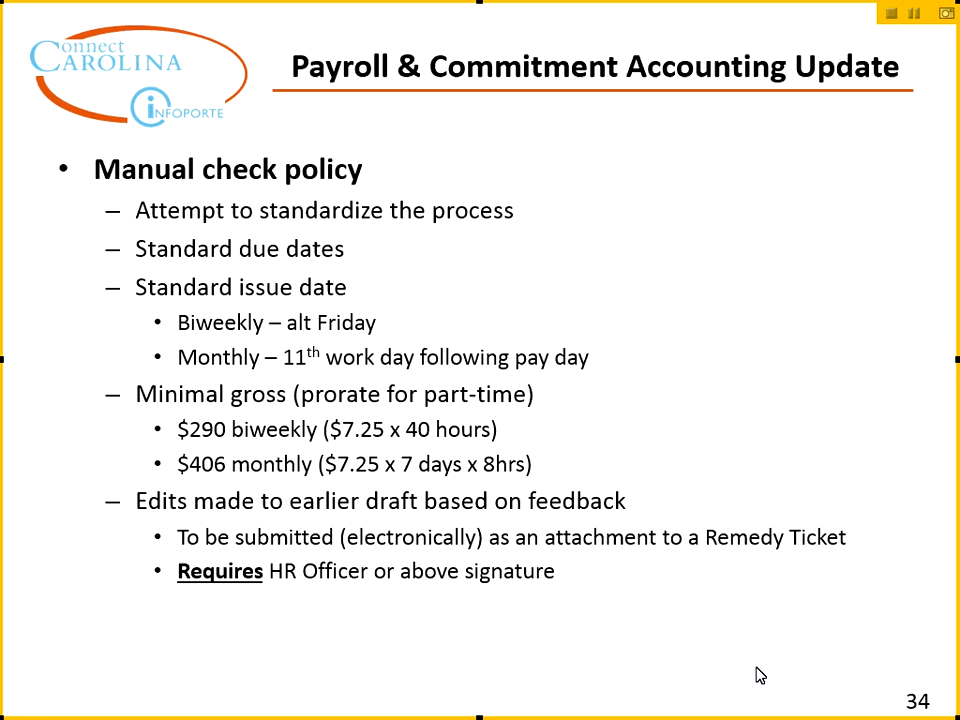 Connect
CAROLINA
INFOPORTE
Payroll & Commitment Accounting Update
• Manual check policy
– Attempt to standardize the process
– Standard due dates
– Standard issue date
• Biweekly – alt Friday
• Monthly – 11th work day following pay day
– Minimal gross (prorate for part-time)
• $290 biweekly ($7.25 x 40 hours)
• $406 monthly ($7.25 x 7 days x 8hrs)
– Edits made to earlier draft based on feedback
• To be submitted (electronically) as an attachment to a Remedy Ticket
• Requires HR Officer or above signature
34